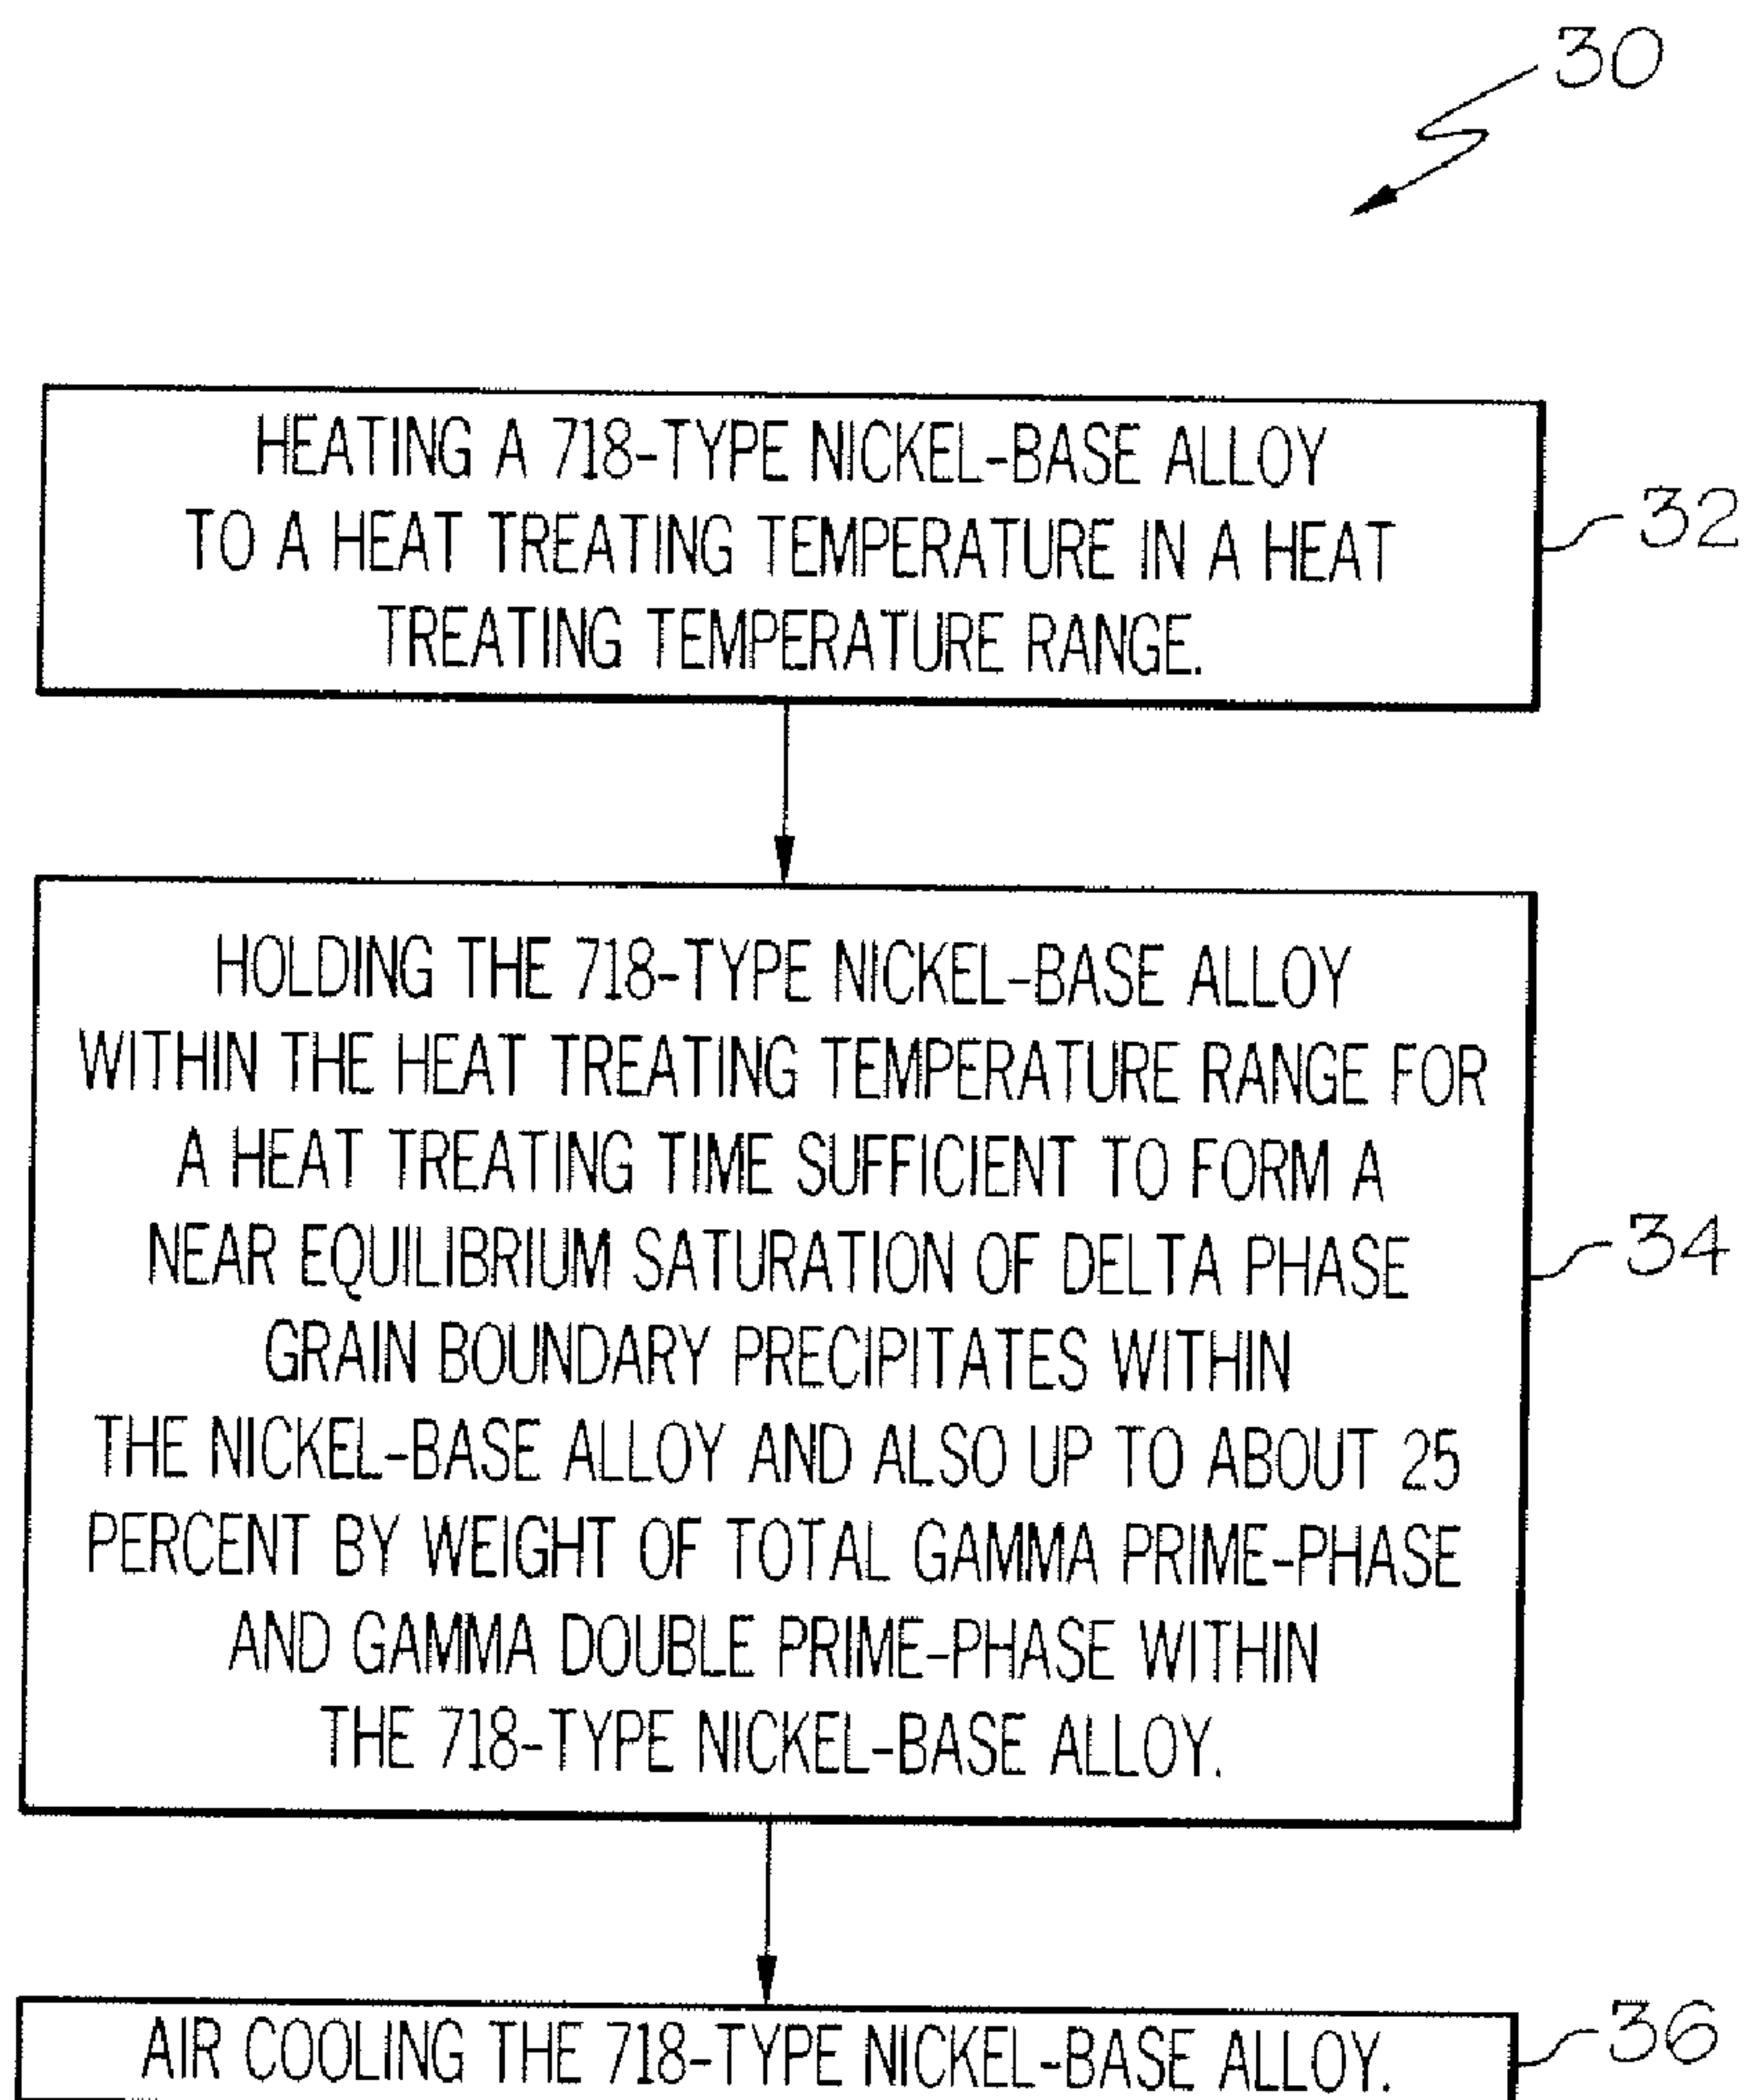 30
HEATING A 718-TYPE NICKEL-BASE ALLOY
TO A HEAT TREATING TEMPERATURE IN A HEAT
TREATING TEMPERATURE RANGE.
32
HOLDING THE 718-TYPE NICKEL-BASE ALLOY
WITHIN THE HEAT TREATING TEMPERATURE RANGE FOR
A HEAT TREATING TIME SUFFICIENT TO FORM A
NEAR EQUILIBRIUM SATURATION OF DELTA PHASE
GRAIN BOUNDARY PRECIPITATES WITHIN
THE NICKEL-BASE ALLOY AND ALSO UP TO ABOUT 25
PERCENT BY WEIGHT OF TOTAL GAMMA PRIME-PHASE
AND GAMMA DOUBLE PRIME-PHASE WITHIN
THE 718-TYPE NICKEL-BASE ALLOY.
34
AIR COOLING THE 718-TYPE NICKEL-BASE ALLOY.
36